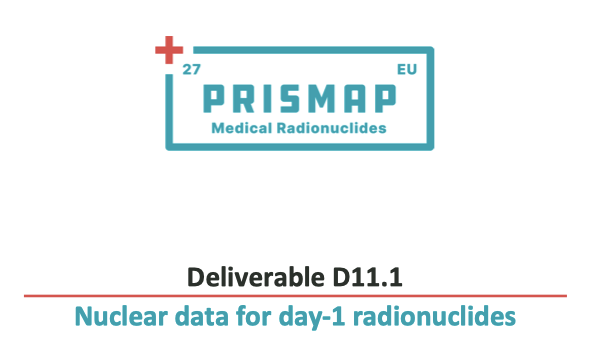 27 EU
PRISMAP
Medical Radionuclides
Deliverable D11.1
Nuclear data for day-1 radionuclides